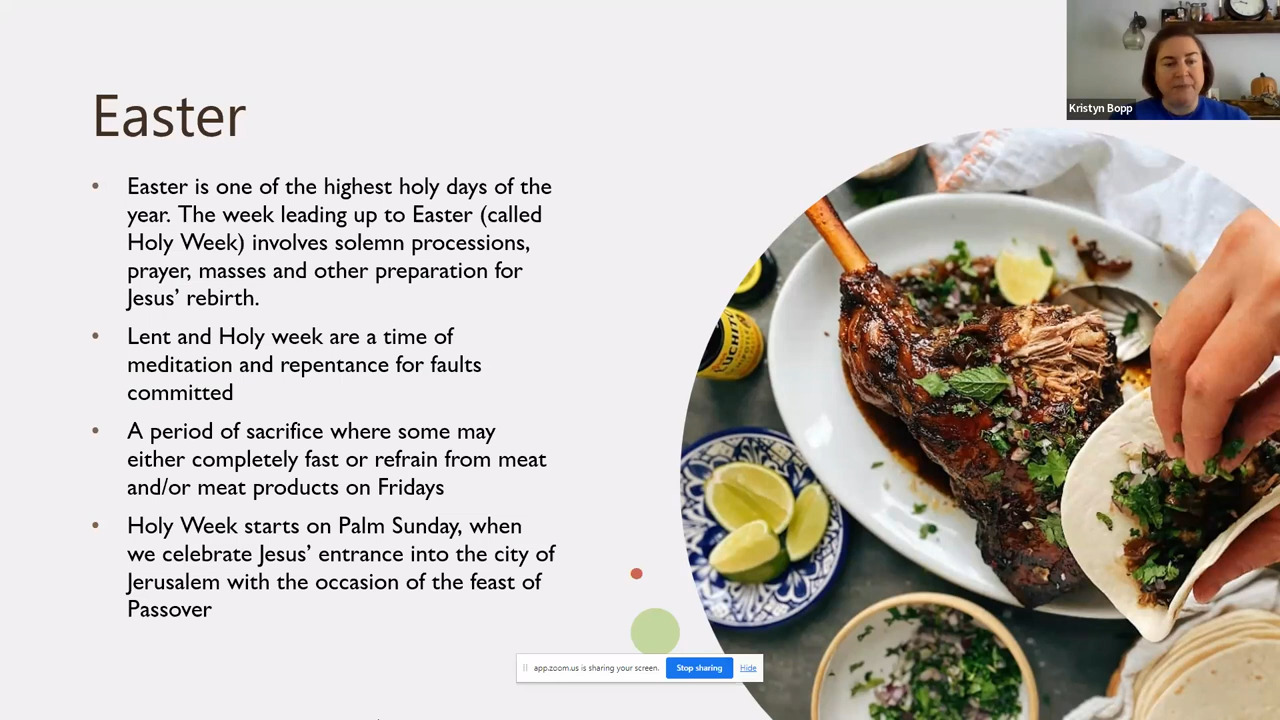 Kristyn Bopp
Easter
• Easter is one of the highest holy days of the
year. The week leading up to Easter (called
Holy Week) involves solemn processions,
prayer, masses and other preparation for
Jesus’ rebirth.
• Lent and Holy week are a time of
meditation and repentance for faults
committed
• A period of sacrifice where some may
either completely fast or refrain from meat
and/or meat products on Fridays
• Holy Week starts on Palm Sunday, when
we celebrate Jesus’ entrance into the city of
Jerusalem with the occasion of the feast of
Passover
app.zoom.us is sharing your screen.
Stop sharing
Hide